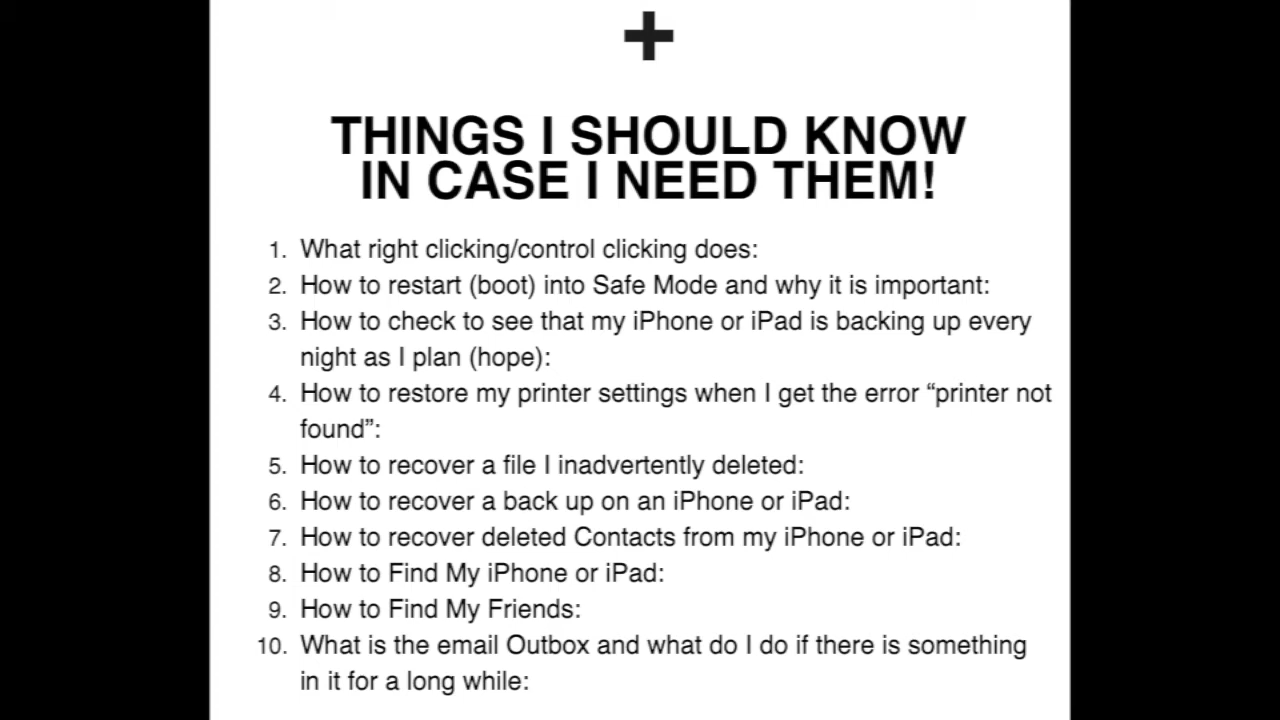 +
THINGS I SHOULD KNOW
IN CASE I NEED THEM!
1. What right clicking/control clicking does:
2. How to restart (boot) into Safe Mode and why it is important:
3. How to check to see that my iPhone or iPad is backing up every
night as I plan (hope):
4. How to restore my printer settings when I get the error “printer not
found”:
5. How to recover a file I inadvertently deleted:
6. How to recover a back up on an iPhone or iPad:
7. How to recover deleted Contacts from my iPhone or iPad:
8. How to Find My iPhone or iPad:
9. How to Find My Friends:
10. What is the email Outbox and what do I do if there is something
in it for a long while: